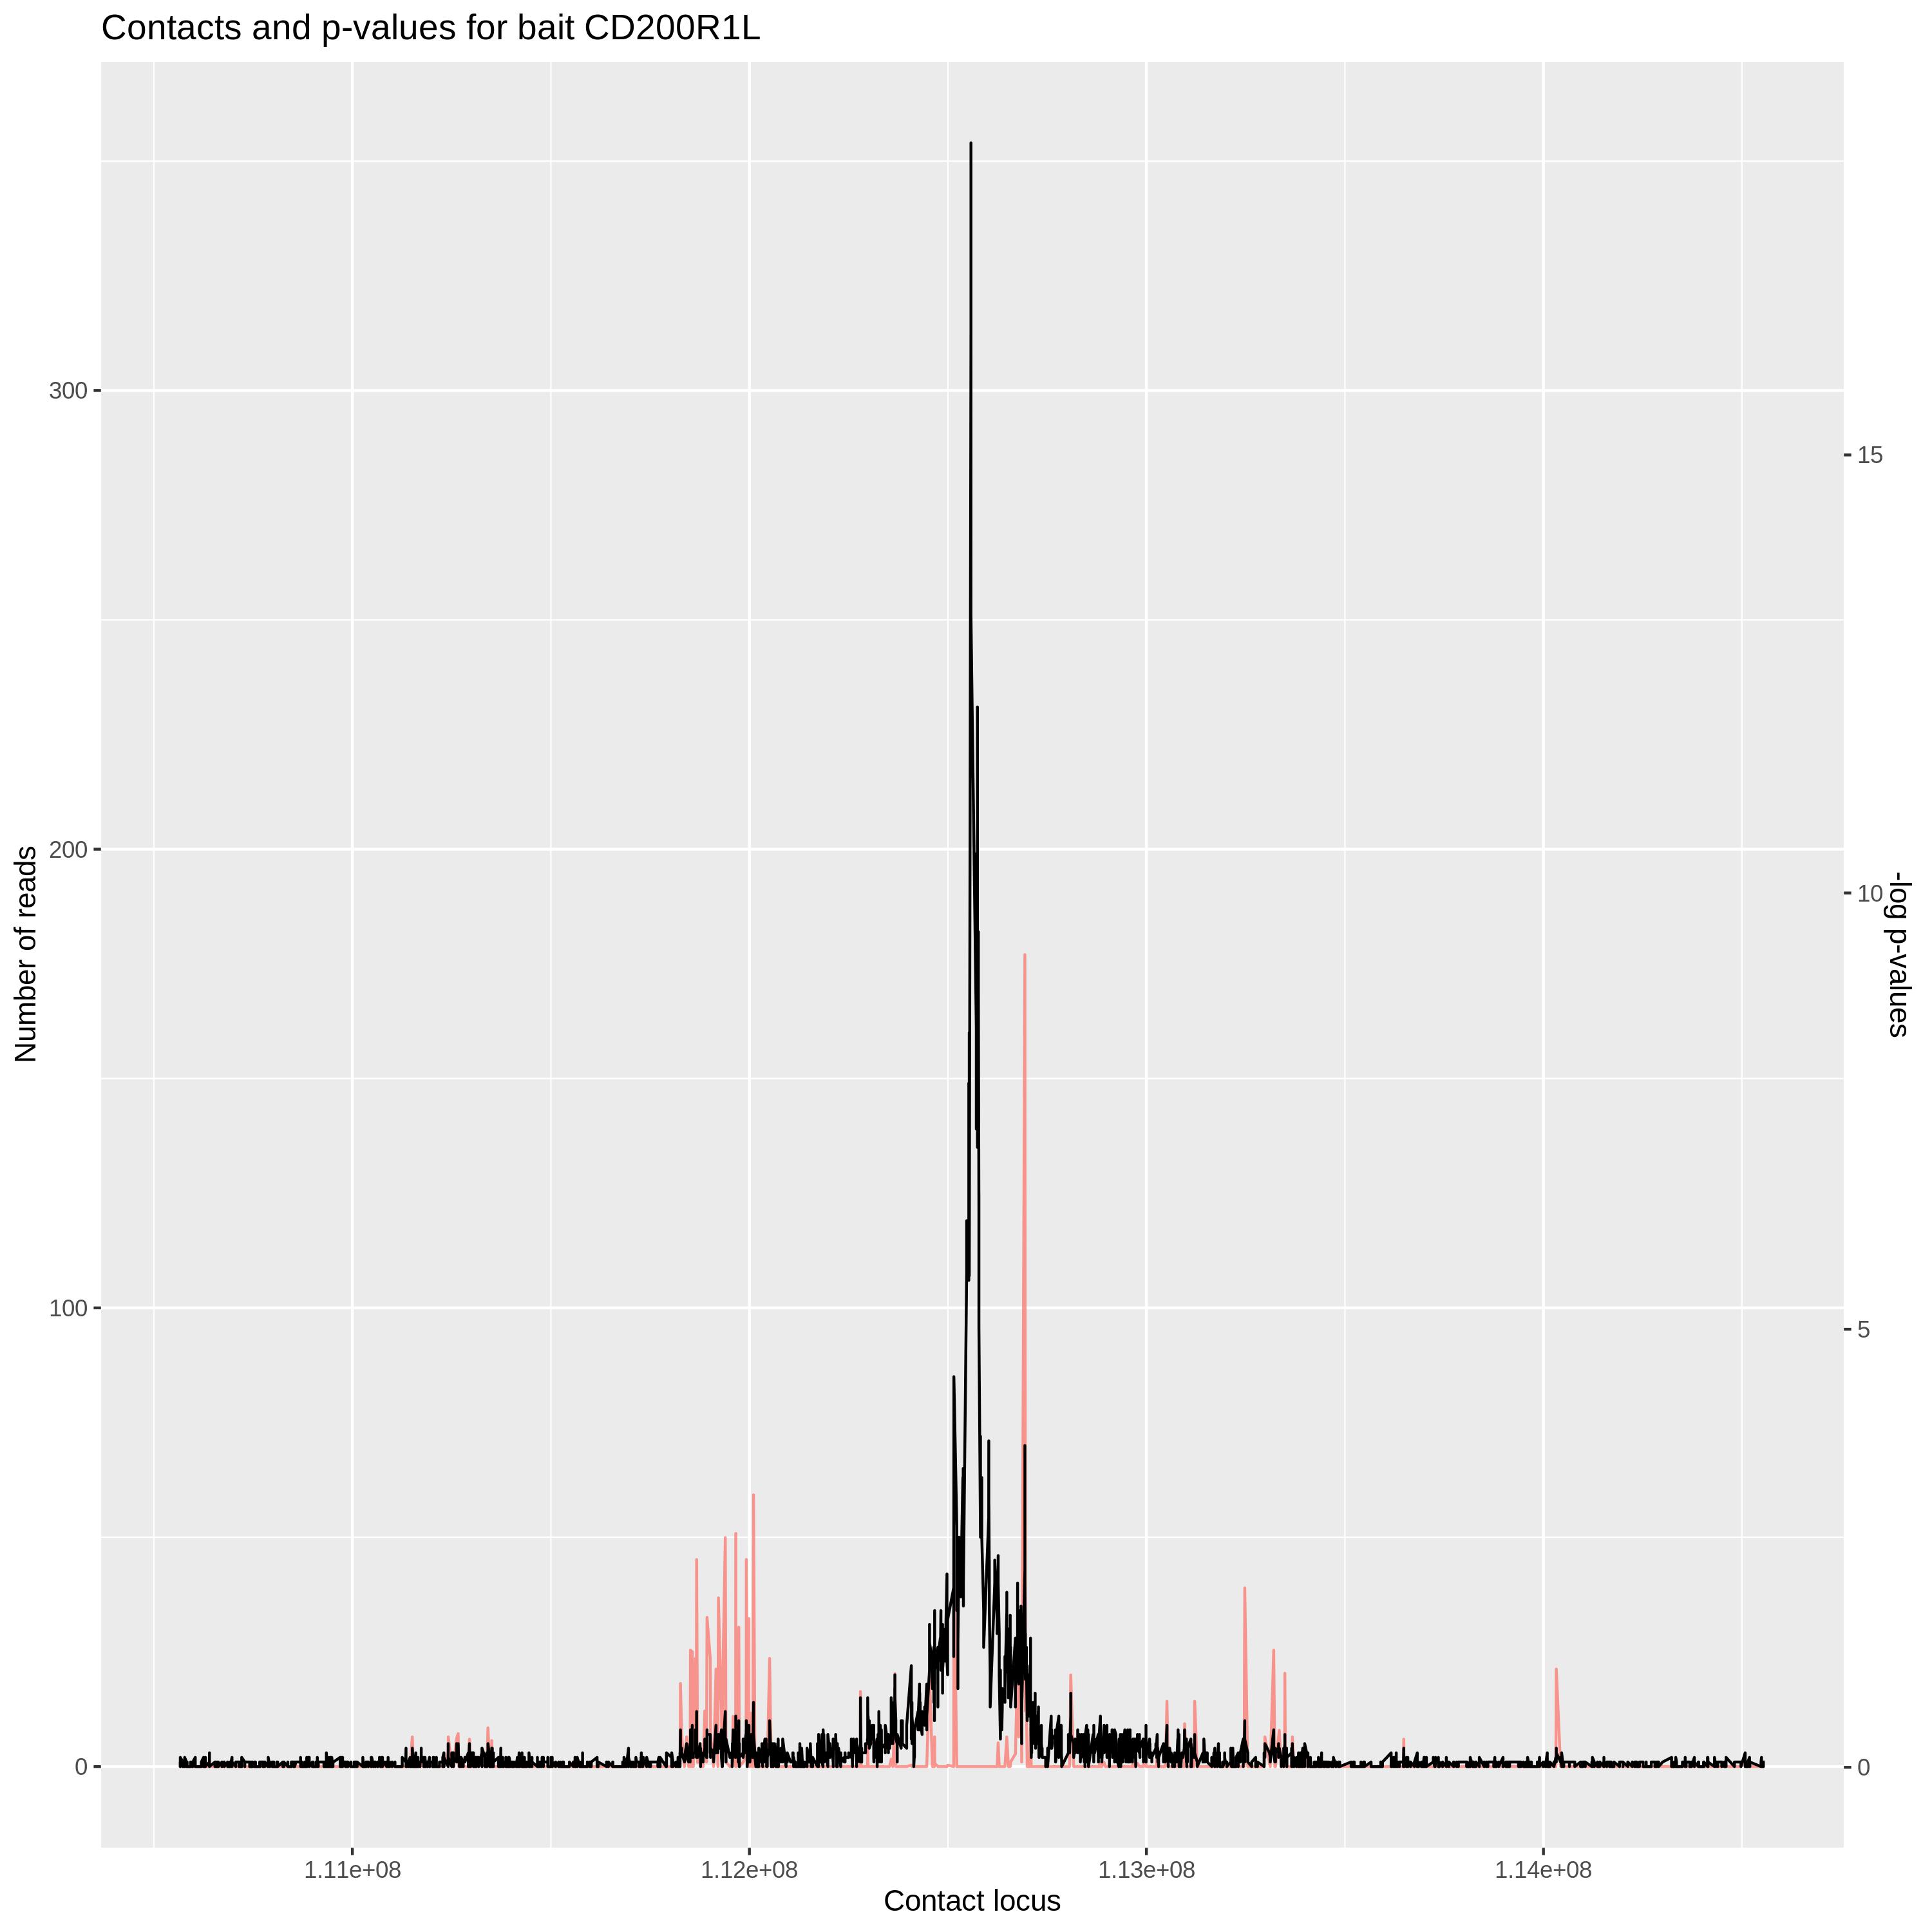 Contacts and p-values for bait CD200R1L
Number of reads
300
200
100
0
15
10
5
0
-log p-values
1.11e+08 1.12e+08 1.13e+08 1.14e+08
Contact locus